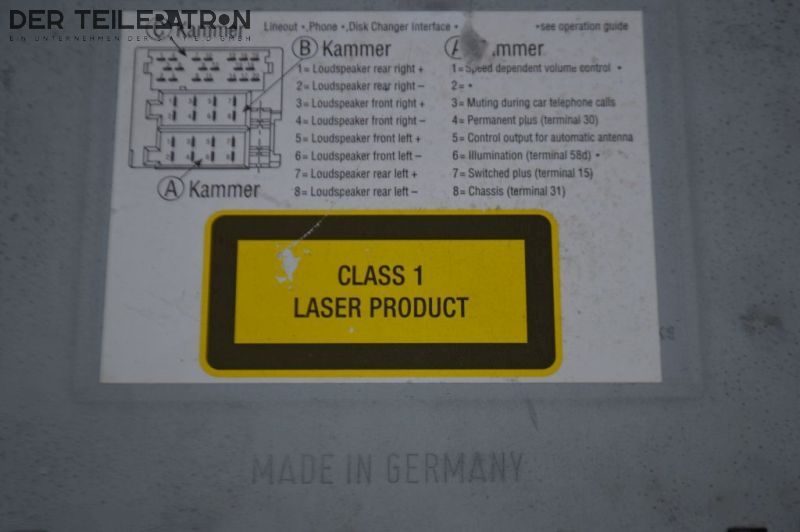 DER TEILEPATRON
EIN UNTERNEHMEN DER
Lineout *, Phone *, Disk Changer Interface *
*see operation guide
C Kammer
B Kammer
1= Loudspeaker rear right +
2= Loudspeaker rear right –
3= Loudspeaker front right +
4= Loudspeaker front right –
5= Loudspeaker front left +
6= Loudspeaker front left –
7= Loudspeaker rear left +
8= Loudspeaker rear left –
1= Speed dependent volume control *
2= *
3= Muting during car telephone calls
4= Permanent plus (terminal 30)
5= Control output for automatic antenna
6= Illumination (terminal 58d) *
7= Switched plus (terminal 15)
8= Chassis (terminal 31)
A Kammer
CLASS 1
LASER PRODUCT
MADE IN GERMANY